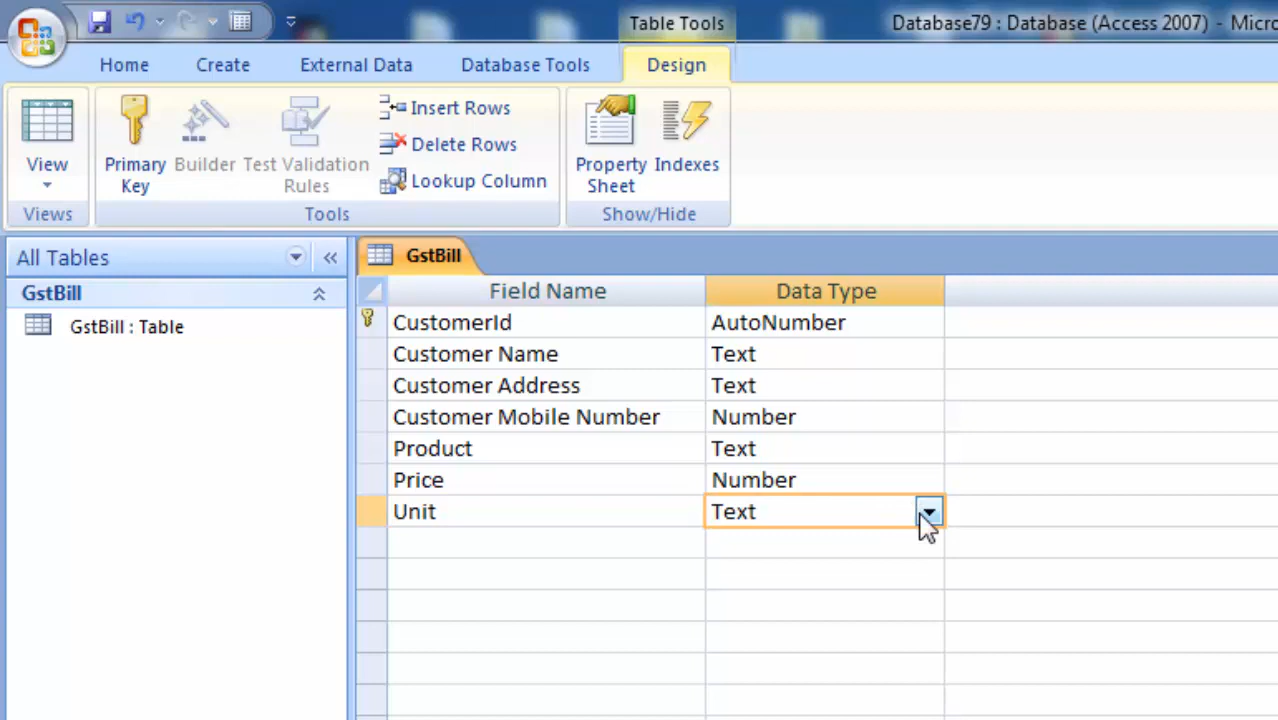 Table Tools
Database79 : Database (Access 2007) - Micro
Home Create External Data Database Tools Design
View
Primary Key
Builder
Test Validation Rules
Insert Rows
Delete Rows
Lookup Column
Property Sheet
Indexes
Views Tools Show/Hide
All Tables
«
GstBill
GstBill : Table
GstBill
Field Name Data Type
CustomerId AutoNumber
Customer Name Text
Customer Address Text
Customer Mobile Number Number
Product Text
Price Number
Unit Text